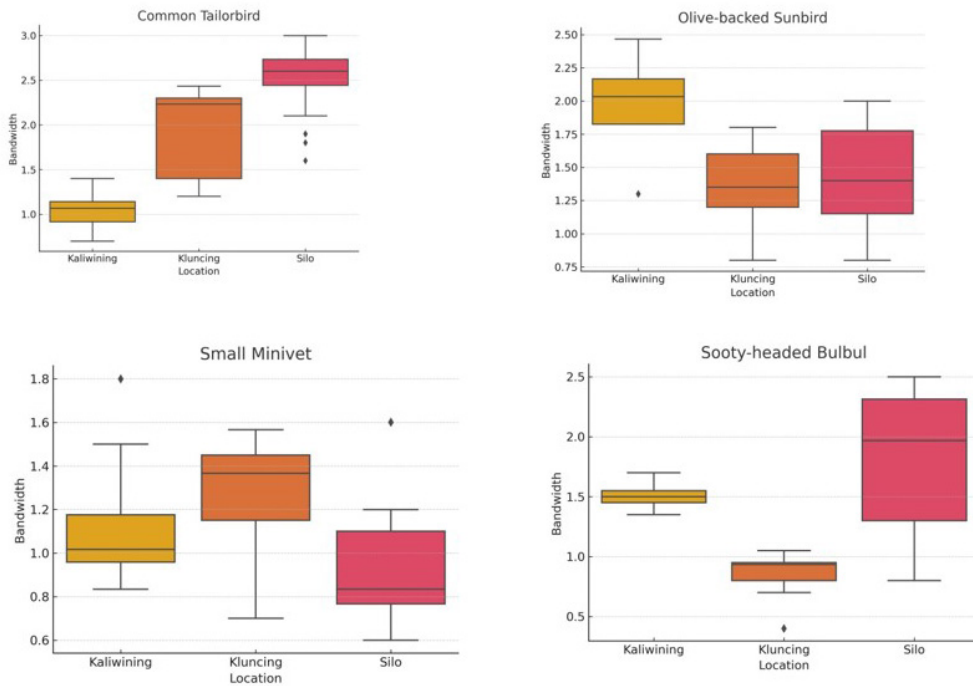 Common Tailorbird
Bandwidth
3.0
2.5
2.0
1.5
1.0
Kaliwining Kluncing Silo
Location
Olive-backed Sunbird
Bandwidth
2.50
2.25
2.00
1.75
1.50
1.25
1.00
0.75
Kaliwining Kluncing Silo
Location
Small Minivet
Bandwidth
1.8
1.6
1.4
1.2
1.0
0.8
0.6
Kaliwining Kluncing Silo
Location
Sooty-headed Bulbul
Bandwidth
2.5
2.0
1.5
1.0
0.5
Kaliwining Kluncing Silo
Location